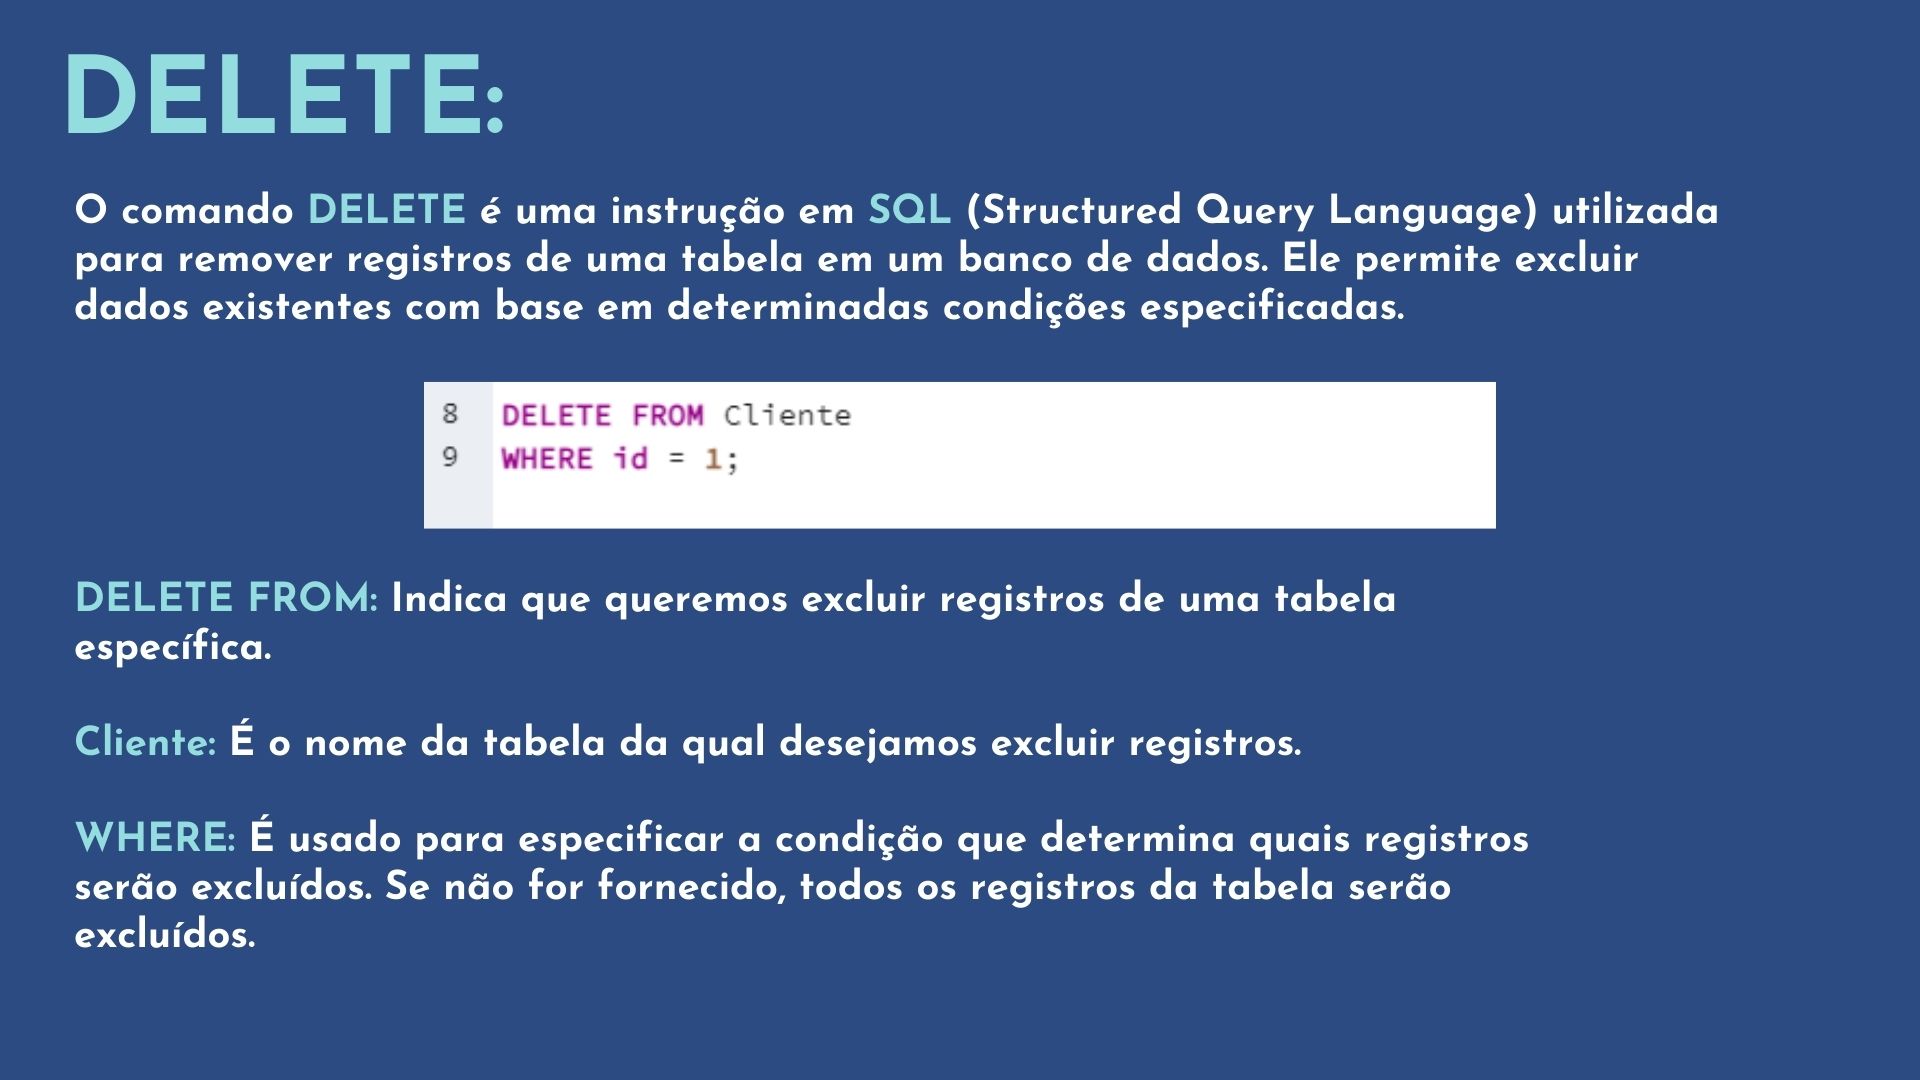 DELETE:
O comando DELETE é uma instrução em SQL (Structured Query Language) utilizada
para remover registros de uma tabela em um banco de dados. Ele permite excluir
dados existentes com base em determinadas condições especificadas.
8 DELETE FROM Cliente
9 WHERE id = 1;
DELETE FROM: Indica que queremos excluir registros de uma tabela
específica.
Cliente: É o nome da tabela da qual desejamos excluir registros.
WHERE: É usado para especificar a condição que determina quais registros
serão excluídos. Se não for fornecido, todos os registros da tabela serão
excluídos.